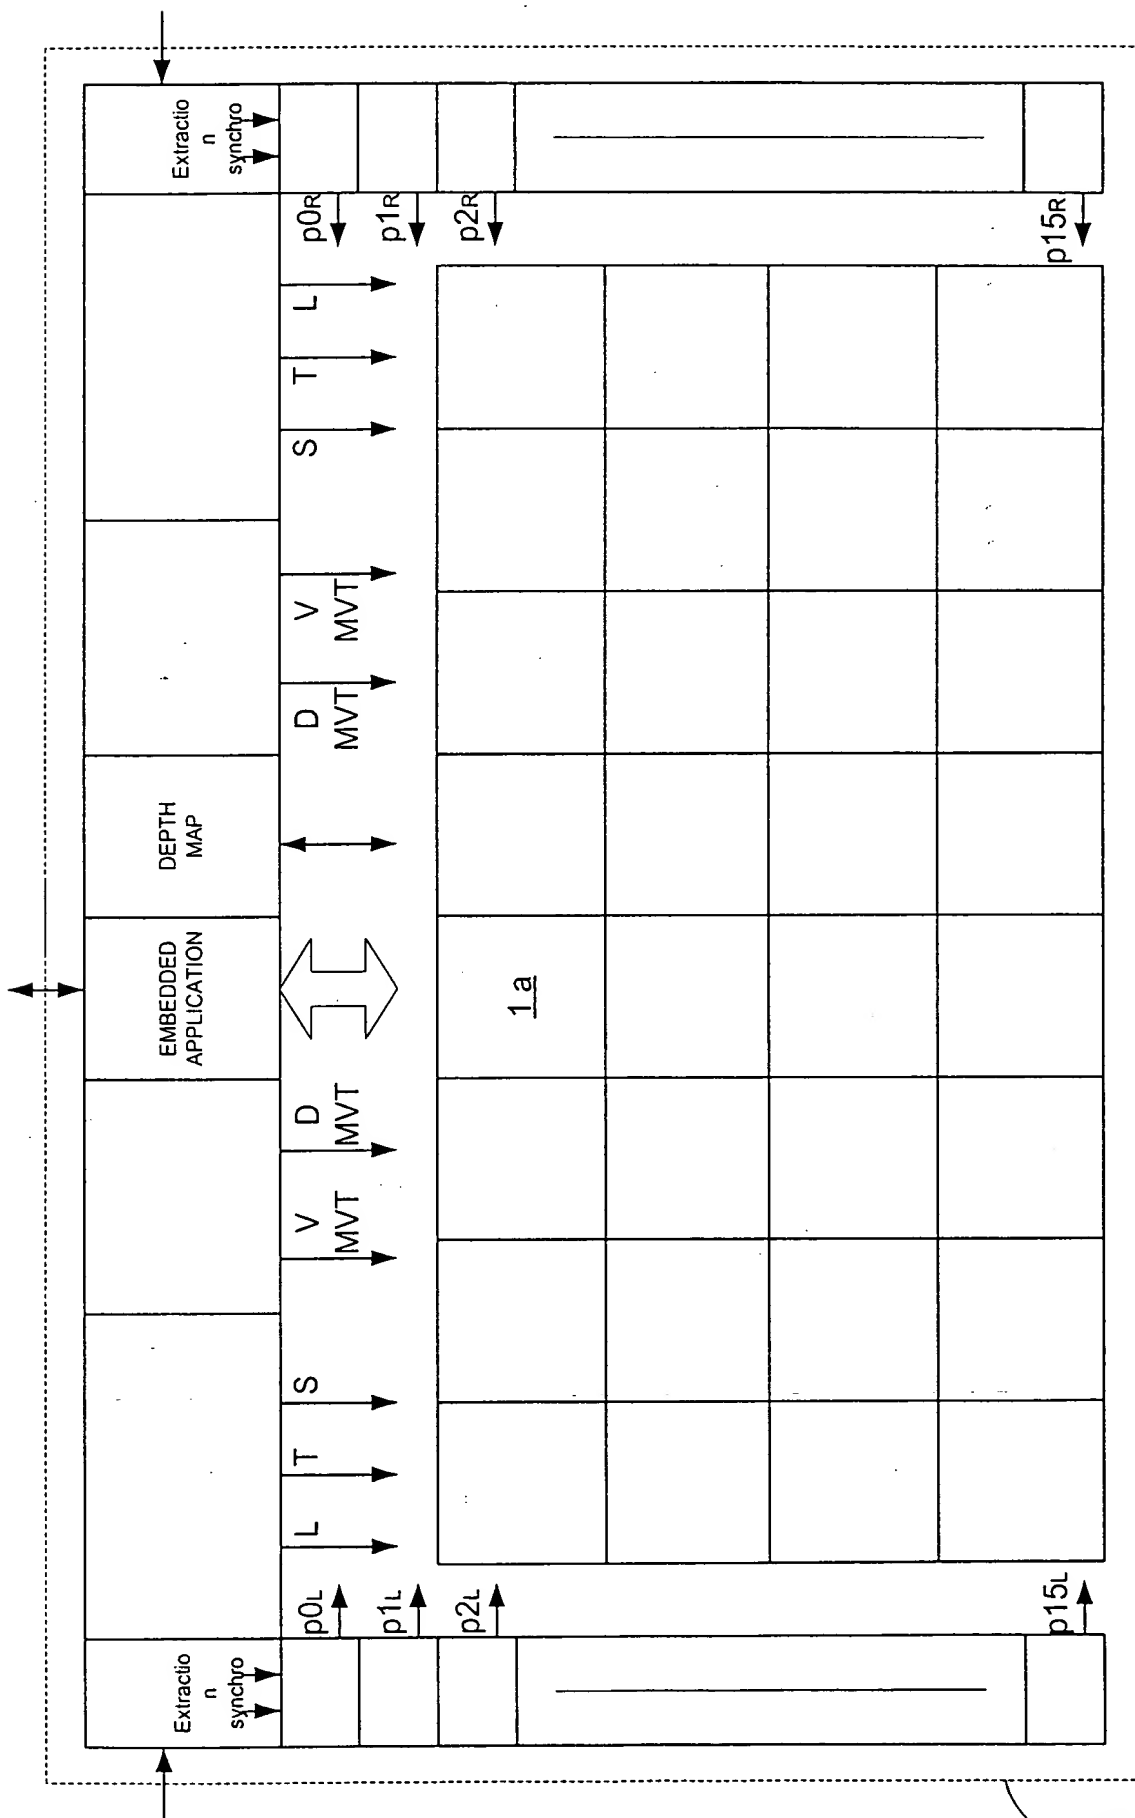 Extractio
n
synchro
EMBEDDED
APPLICATION
DEPTH
MAP
Extractio
n
synchro
p0L
L
T
S
V
MVT
D
MVT
D
MVT
V
MVT
S
T
L
p0R
p1L
p1R
p2L
p2R
1a
p15L
p15R